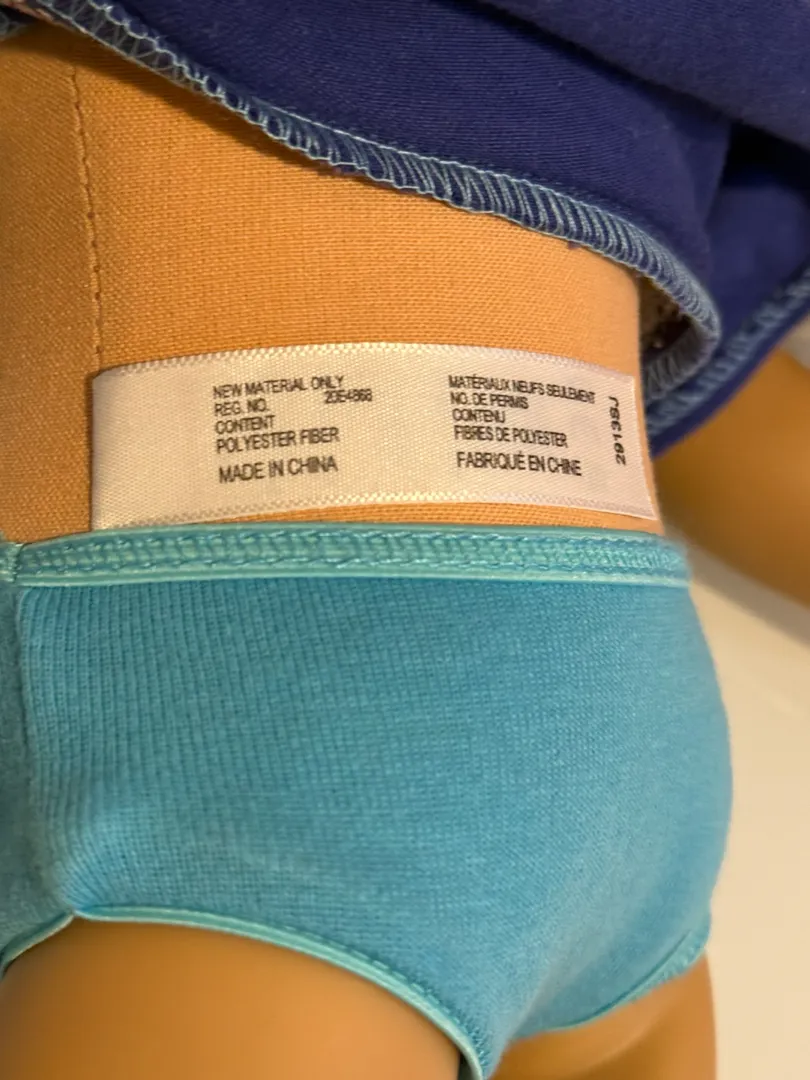 NEW MATERIAL ONLY
REG. NO. 20E4868
CONTENT
POLYESTER FIBER
MADE IN CHINA
MATÉRIAUX NEUFS SEULEMENT
NO. DE PERMIS
CONTENU
FIBRES DE POLYESTER
FABRIQUÉ EN CHINE
2913SJ